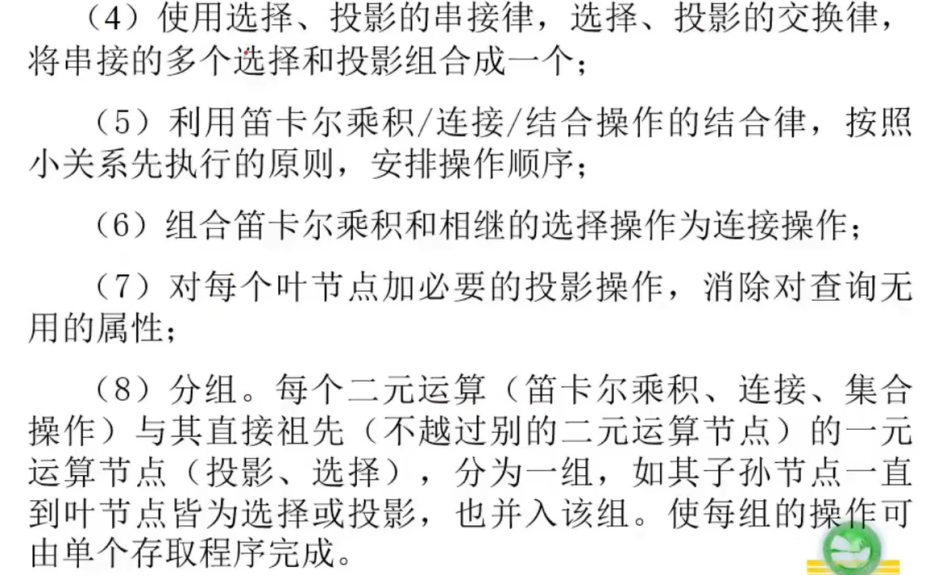 （4）使用选择、投影的串接律，选择、投影的交换律，
将串接的多个选择和投影组合成一个；
（5）利用笛卡尔乘积/连接/结合操作的结合律，按照
小关系先执行的原则，安排操作顺序；
（6）组合笛卡尔乘积和相继的选择操作为连接操作；
（7）对每个叶节点加必要的投影操作，消除对查询无
用的属性；
（8）分组。每个二元运算（笛卡尔乘积、连接、集合
操作）与其直接祖先（不越过别的二元运算节点）的一元
运算节点（投影、选择），分为一组，如其子孙节点一直
到叶节点皆为选择或投影，也并入该组。使每组的操作可
由单个存取程序完成。